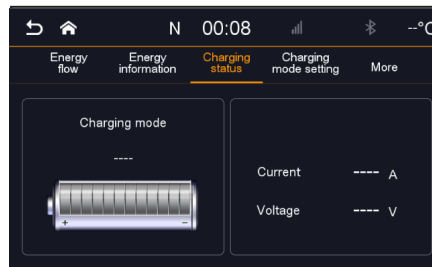 N 00:08 --°C
Energy flow
Energy information
Charging status
Charging mode setting
More
Charging mode
----
+ −
Current ---- A
Voltage ---- V